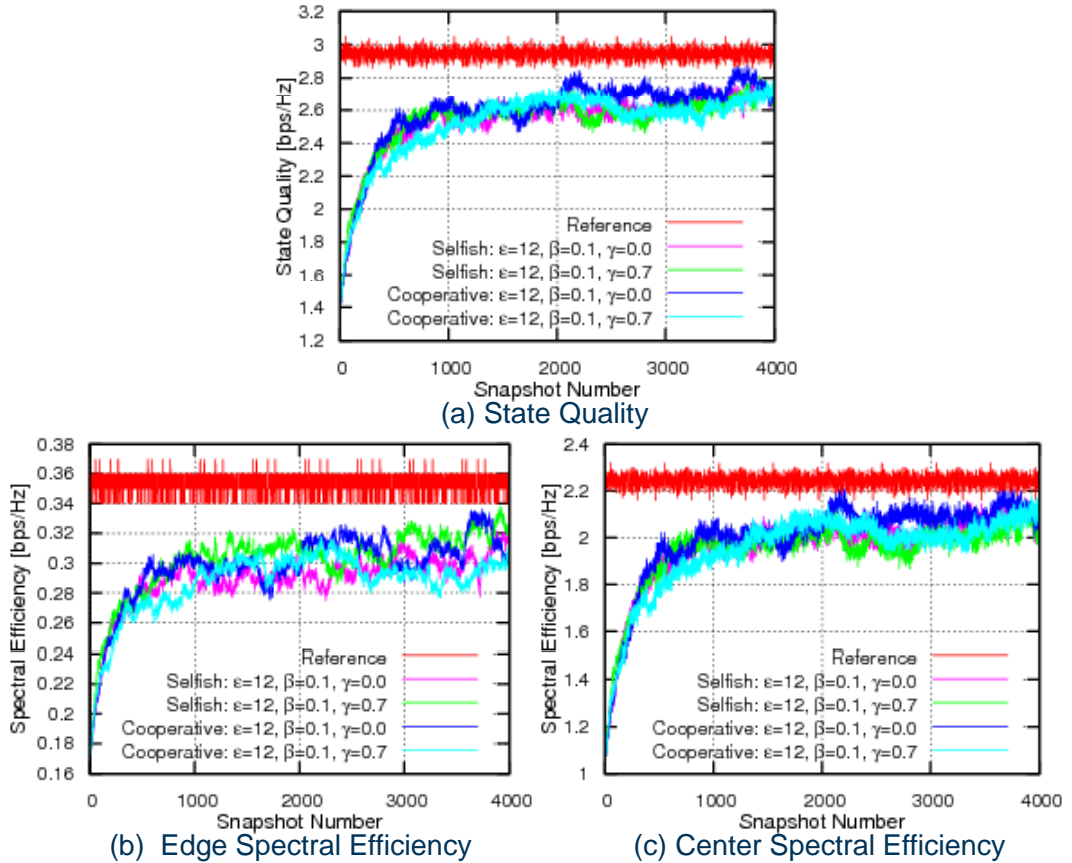 3
2.8
2.6
2.4
2.2
2
1.8
1.6
1.4
1.2
State Quality [bps/Hz]
Reference
Selfish: ε=12, β=0.1, γ=0.0
Selfish: ε=12, β=0.1, γ=0.7
Cooperative: ε=12, β=0.1, γ=0.0
Cooperative: ε=12, β=0.1, γ=0.7
0 1000 2000 3000 4000
Snapshot Number
(a) State Quality
0.38
0.36
0.34
0.32
0.3
0.28
0.26
0.24
0.22
0.2
0.18
0.16
Spectral Efficiency [bps/Hz]
Reference
Selfish: ε=12, β=0.1, γ=0.0
Selfish: ε=12, β=0.1, γ=0.7
Cooperative: ε=12, β=0.1, γ=0.0
Cooperative: ε=12, β=0.1, γ=0.7
0 1000 2000 3000 4000
Snapshot Number
(b) Edge Spectral Efficiency
2.4
2.2
2
1.8
1.6
1.4
1.2
1
Spectral Efficiency [bps/Hz]
Reference
Selfish: ε=12, β=0.1, γ=0.0
Selfish: ε=12, β=0.1, γ=0.7
Cooperative: ε=12, β=0.1, γ=0.0
Cooperative: ε=12, β=0.1, γ=0.7
0 1000 2000 3000 4000
Snapshot Number
(c) Center Spectral Efficiency